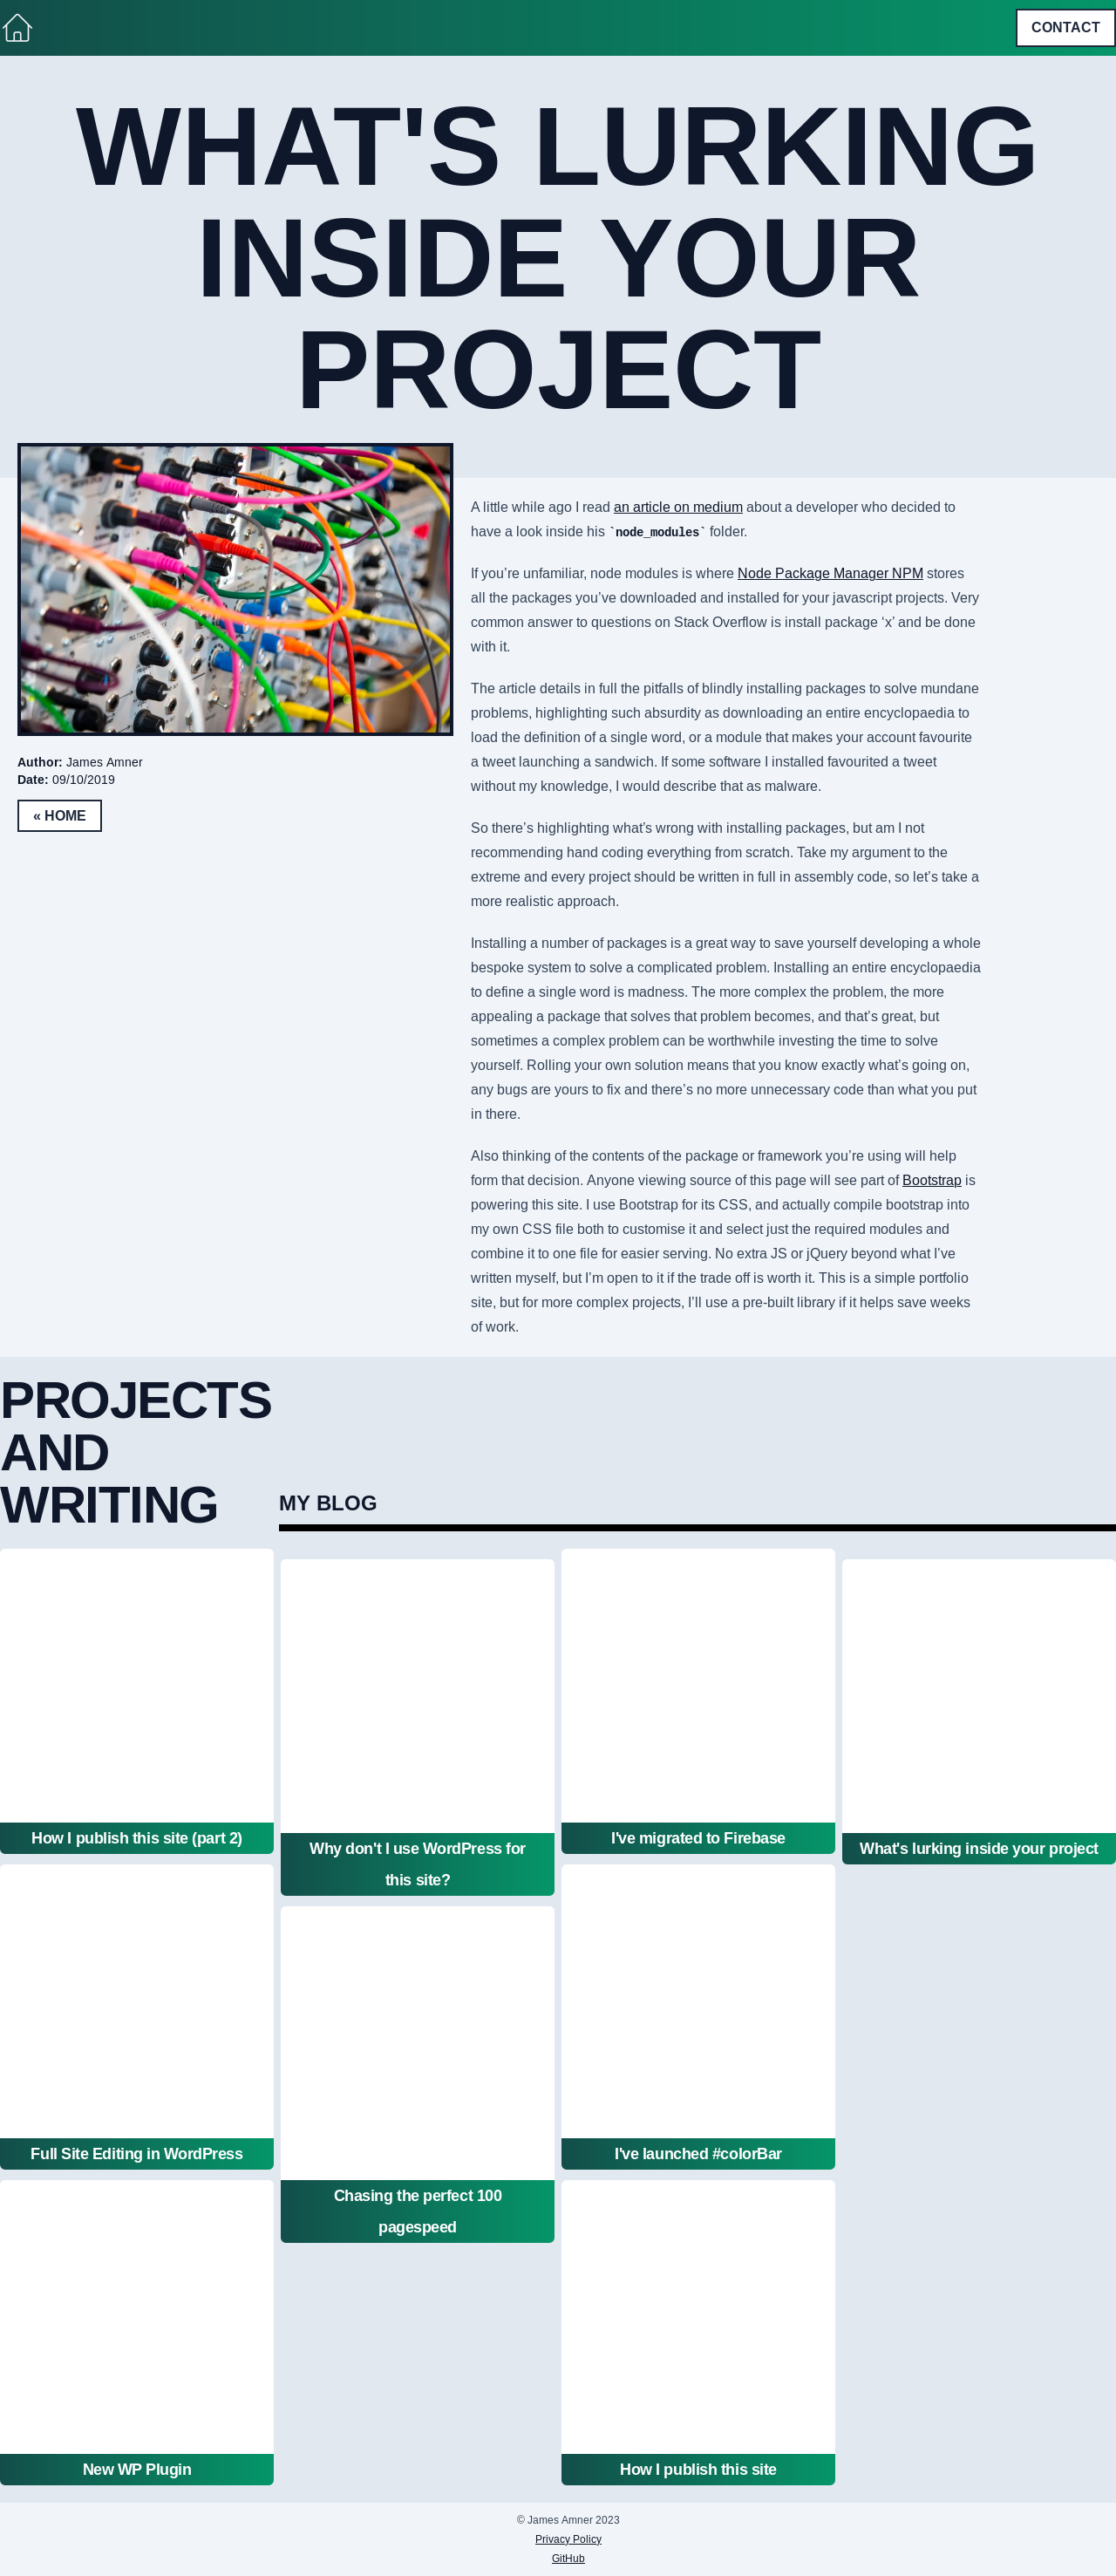 CONTACT
WHAT'S LURKING
INSIDE YOUR
PROJECT
Author: James Amner
Date: 09/10/2019
« HOME
A little while ago I read an article on medium about a developer who decided to
have a look inside his `node_modules` folder.
If you’re unfamiliar, node modules is where Node Package Manager NPM stores
all the packages you’ve downloaded and installed for your javascript projects. Very
common answer to questions on Stack Overflow is install package ‘x’ and be done
with it.
The article details in full the pitfalls of blindly installing packages to solve mundane
problems, highlighting such absurdity as downloading an entire encyclopaedia to
load the definition of a single word, or a module that makes your account favourite
a tweet launching a sandwich. If some software I installed favourited a tweet
without my knowledge, I would describe that as malware.
So there’s highlighting what’s wrong with installing packages, but am I not
recommending hand coding everything from scratch. Take my argument to the
extreme and every project should be written in full in assembly code, so let’s take a
more realistic approach.
Installing a number of packages is a great way to save yourself developing a whole
bespoke system to solve a complicated problem. Installing an entire encyclopaedia
to define a single word is madness. The more complex the problem, the more
appealing a package that solves that problem becomes, and that’s great, but
sometimes a complex problem can be worthwhile investing the time to solve
yourself. Rolling your own solution means that you know exactly what’s going on,
any bugs are yours to fix and there’s no more unnecessary code than what you put
in there.
Also thinking of the contents of the package or framework you’re using will help
form that decision. Anyone viewing source of this page will see part of Bootstrap is
powering this site. I use Bootstrap for its CSS, and actually compile bootstrap into
my own CSS file both to customise it and select just the required modules and
combine it to one file for easier serving. No extra JS or jQuery beyond what I’ve
written myself, but I’m open to it if the trade off is worth it. This is a simple portfolio
site, but for more complex projects, I’ll use a pre-built library if it helps save weeks
of work.
PROJECTS
AND
WRITING
MY BLOG
How I publish this site (part 2)
Why don't I use WordPress for
this site?
I've migrated to Firebase
What's lurking inside your project
Full Site Editing in WordPress
Chasing the perfect 100
pagespeed
I've launched #colorBar
New WP Plugin
How I publish this site
© James Amner 2023
Privacy Policy
GitHub